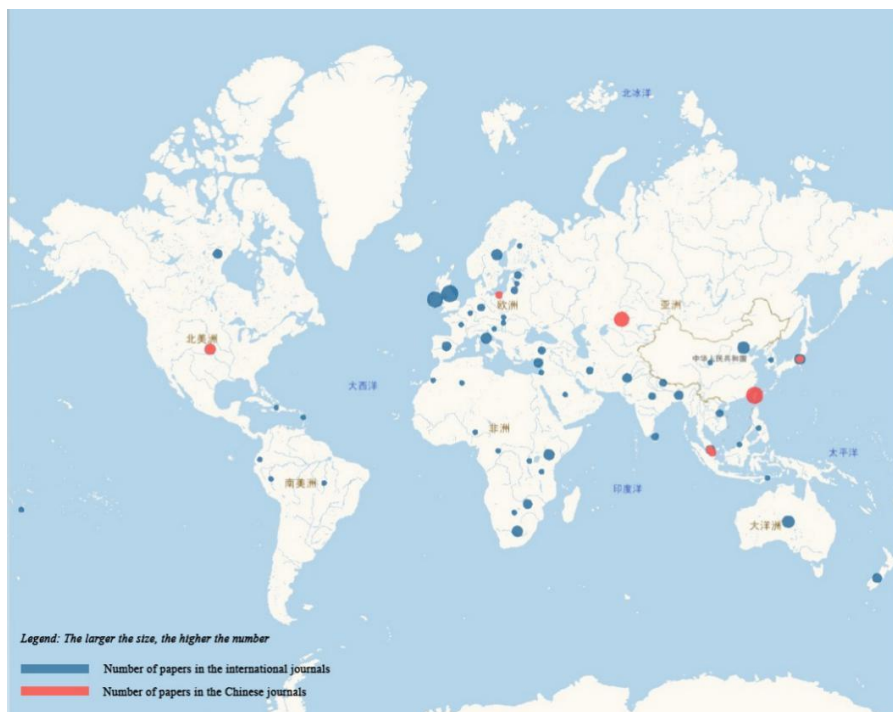 北冰洋
欧洲
亚洲
北美洲
中华人民共和国
大西洋
非洲
太平洋
南美洲
印度洋
大洋洲
Legend: The larger the size, the higher the number
Number of papers in the international journals
Number of papers in the Chinese journals